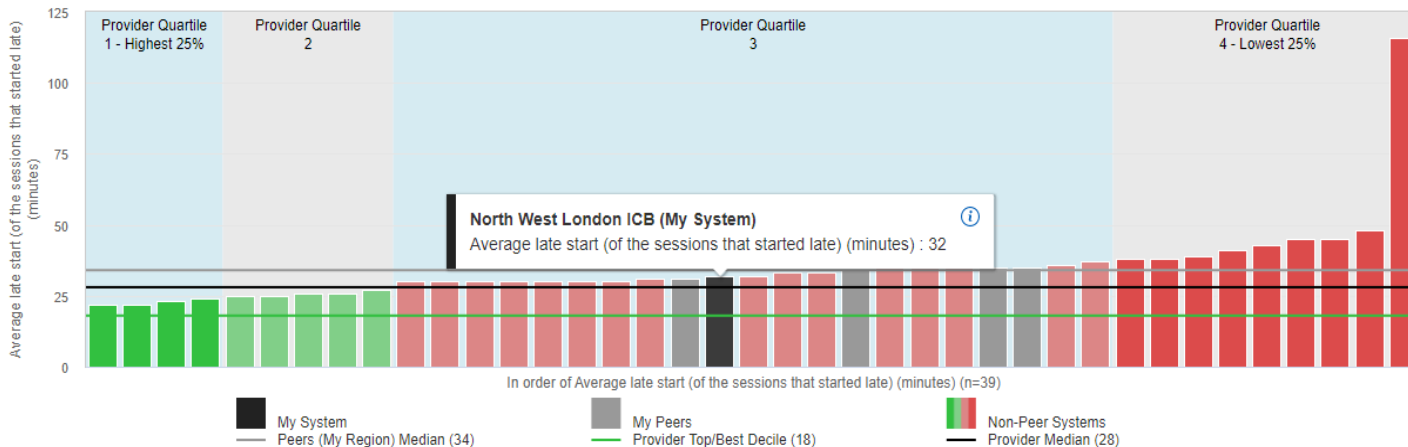 125
100
75
50
25
0
Average late start (of the sessions that started late)
(minutes)
Provider Quartile
1 - Highest 25%
Provider Quartile
2
Provider Quartile
3
Provider Quartile
4 - Lowest 25%
North West London ICB (My System)
Average late start (of the sessions that started late) (minutes) : 32
In order of Average late start (of the sessions that started late) (minutes) (n=39)
My System
My Peers
Non-Peer Systems
Peers (My Region) Median (34)
Provider Top/Best Decile (18)
Provider Median (28)